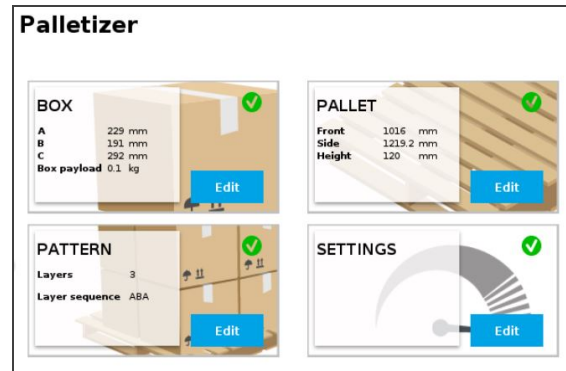 Palletizer
BOX
A 229 mm
B 191 mm
C 292 mm
Box payload 0.1 kg
Edit
PALLET
Front 1016 mm
Side 1219.2 mm
Height 120 mm
Edit
PATTERN
Layers 3
Layer sequence ABA
Edit
SETTINGS
Edit